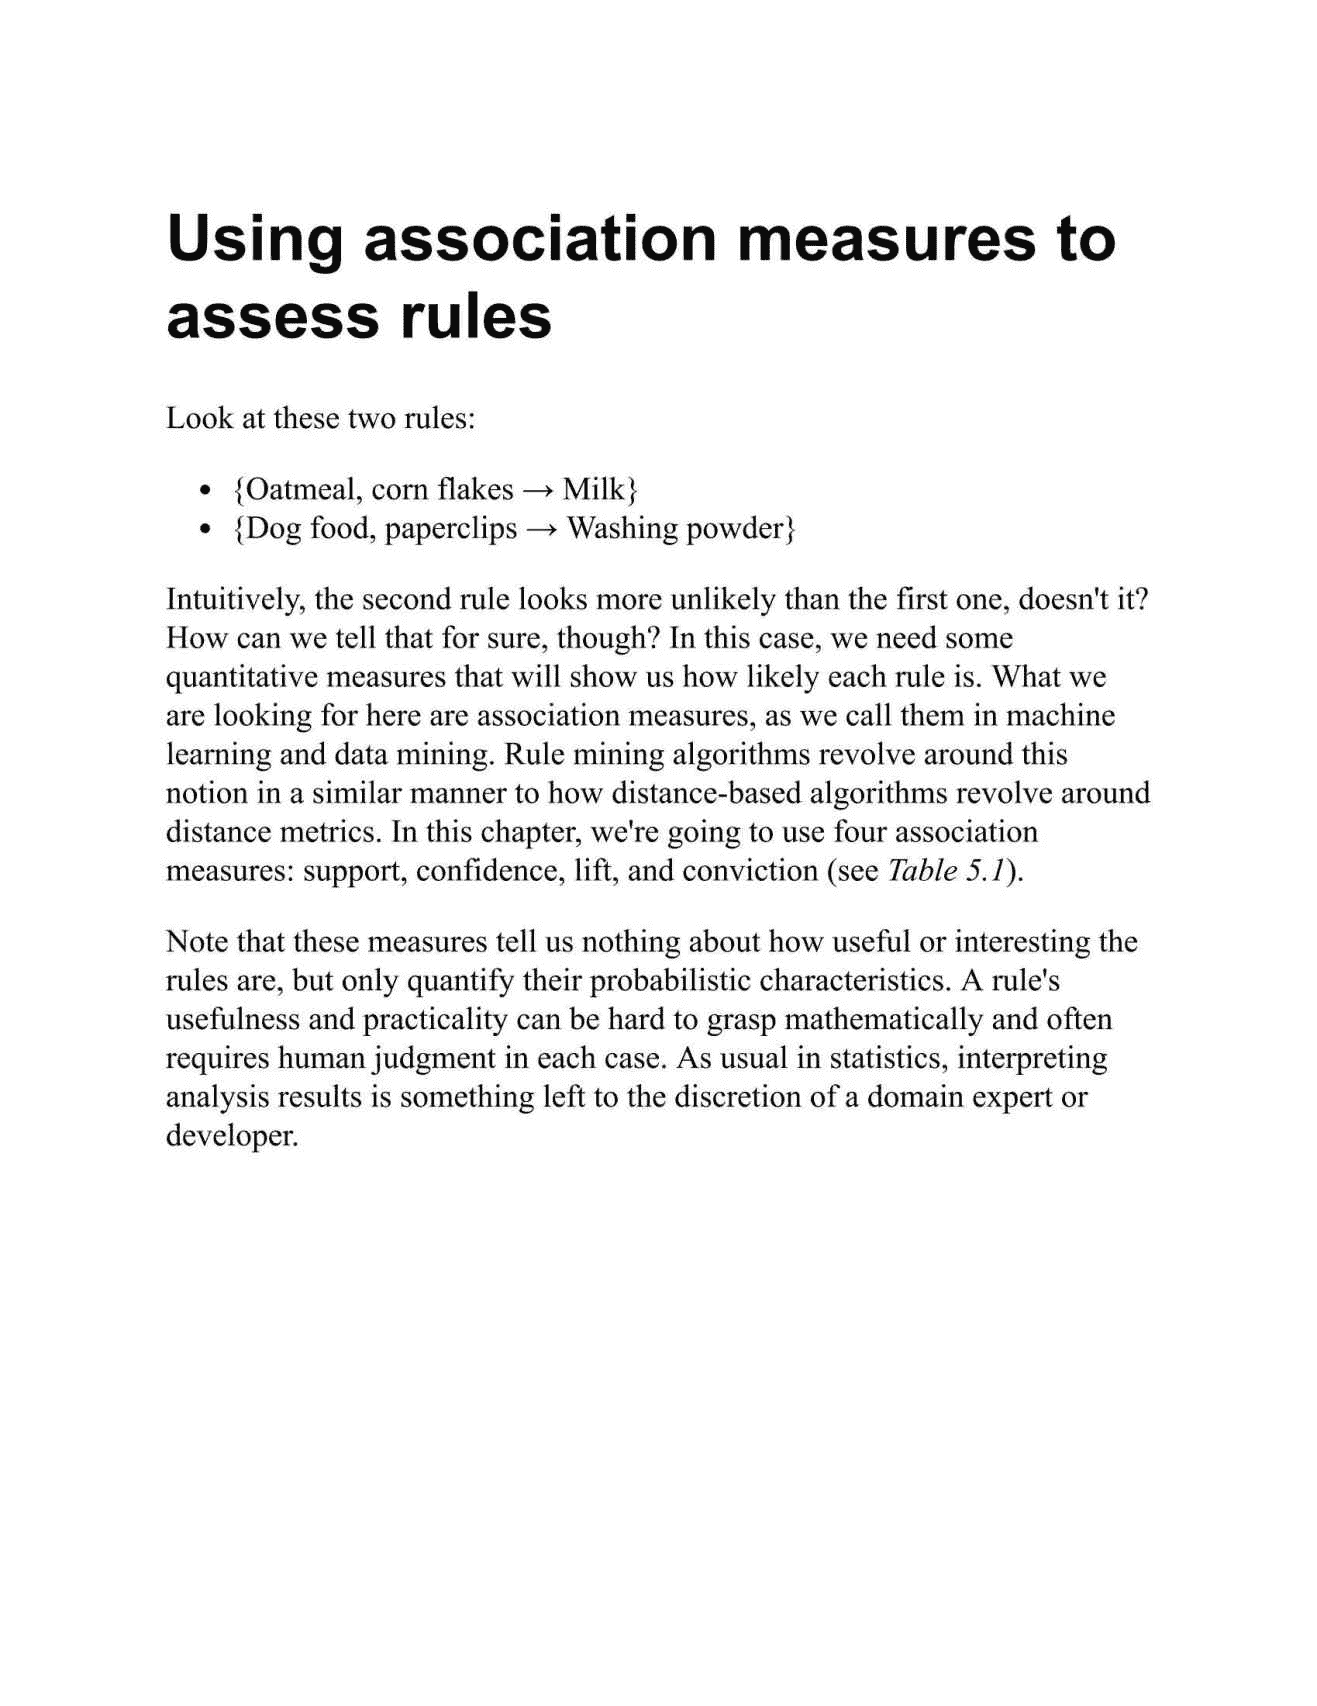 Using association measures to
assess rules
Look at these two rules:
• {Oatmeal, corn flakes → Milk}
• {Dog food, paperclips → Washing powder}
Intuitively, the second rule looks more unlikely than the first one, doesn't it?
How can we tell that for sure, though? In this case, we need some
quantitative measures that will show us how likely each rule is. What we
are looking for here are association measures, as we call them in machine
learning and data mining. Rule mining algorithms revolve around this
notion in a similar manner to how distance-based algorithms revolve around
distance metrics. In this chapter, we're going to use four association
measures: support, confidence, lift, and conviction (see Table 5.1).
Note that these measures tell us nothing about how useful or interesting the
rules are, but only quantify their probabilistic characteristics. A rule's
usefulness and practicality can be hard to grasp mathematically and often
requires human judgment in each case. As usual in statistics, interpreting
analysis results is something left to the discretion of a domain expert or
developer.